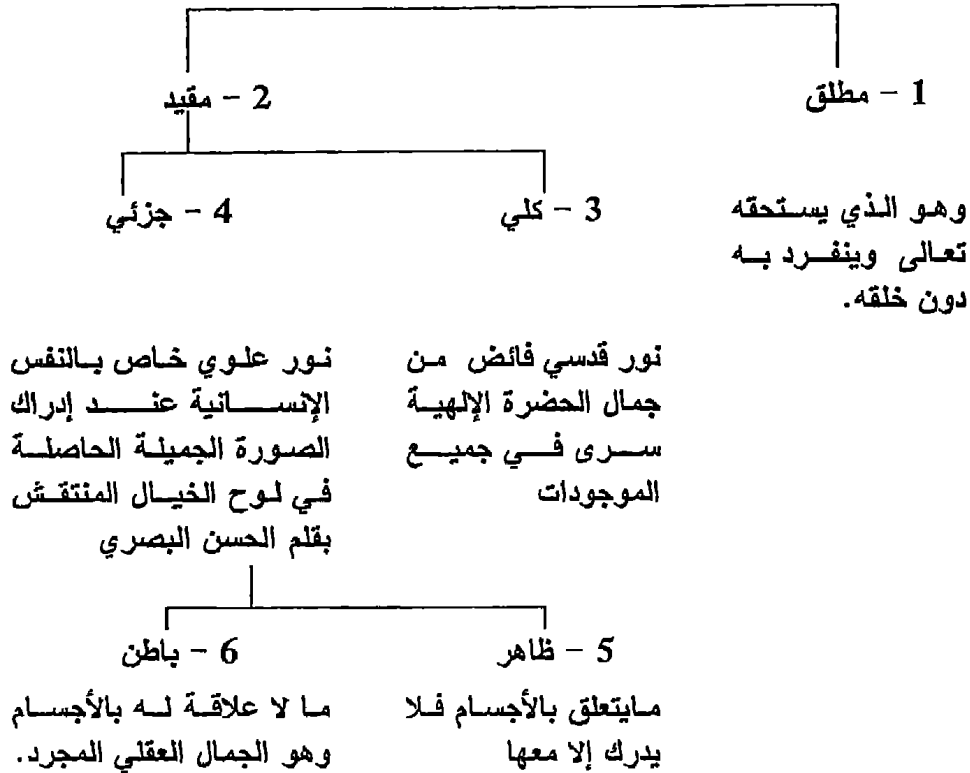 1 - مطلق
2 - مقيد
وهو الذي يستحقه
تعالى وينفرد به
دون خلقه.
3 - كلي
4 - جزئي
نور قدسي فائض من
جمال الحضرة الإلهية
سرى في جميع
الموجودات
نور علوي خاص بالنفس
الإنسانية عند إدراك
الصورة الجميلة الحاصلة
في لوح الخيال المنتقش
بقلم الحسن البصري
5 - ظاهر
مايتعلق بالأجسام فلا
يدرك إلا معها
6 - باطن
ما لا علاقة له بالأجسام
وهو الجمال العقلي المجرد.